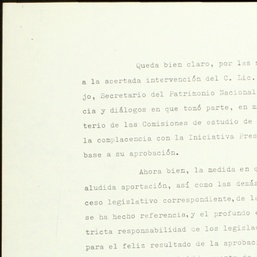 Queda bien claro, por las
a la acertada intervención del C. Lic.
jo, Secretario del Patrimonio Nacional
cia y diálogos en que tomó parte, en
terio de las Comisiones de estudio de
la complacencia con la Iniciativa Pres
base a su aprobación.
Ahora bien, la medida en q
aludida aportación, así como las demás
ceso legislativo correspondiente, de la
se ha hecho referencia, y el profundo
tricta responsabilidad de los legislad
para el feliz resultado de la aprobac